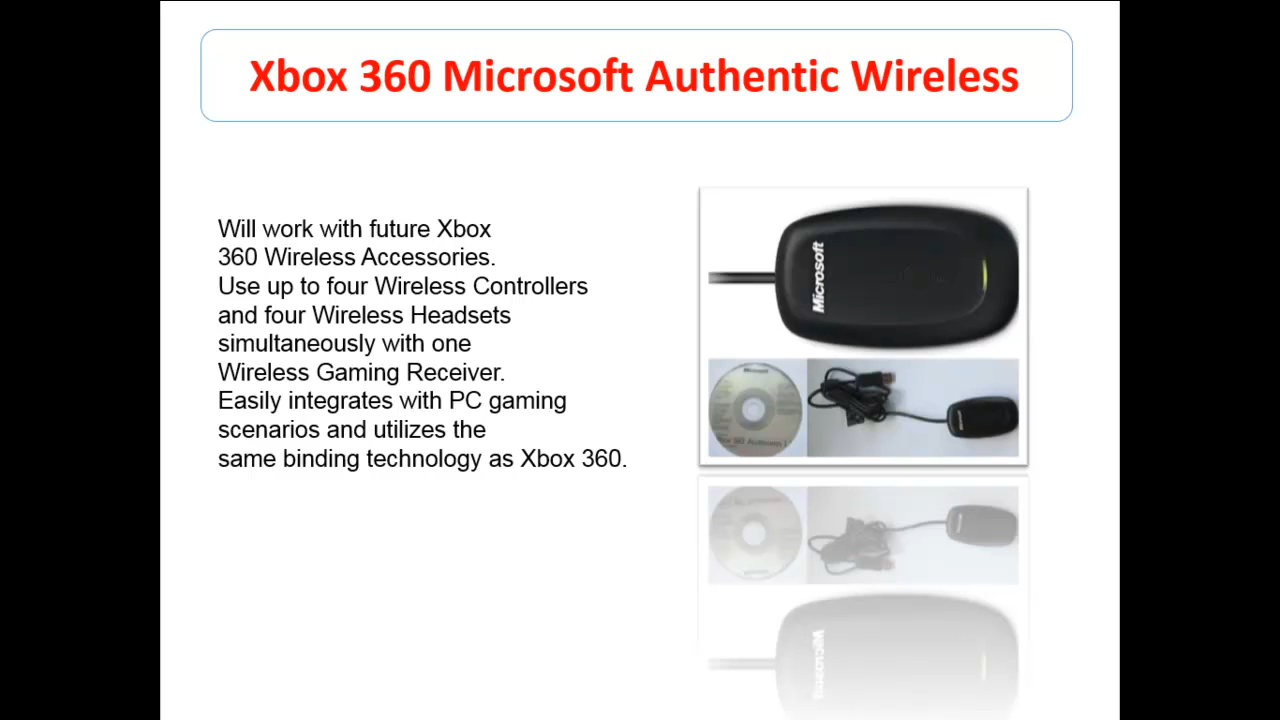 Xbox 360 Microsoft Authentic Wireless
Will work with future Xbox
360 Wireless Accessories.
Use up to four Wireless Controllers
and four Wireless Headsets
simultaneously with one
Wireless Gaming Receiver.
Easily integrates with PC gaming
scenarios and utilizes the
same binding technology as Xbox 360.
Microsoft